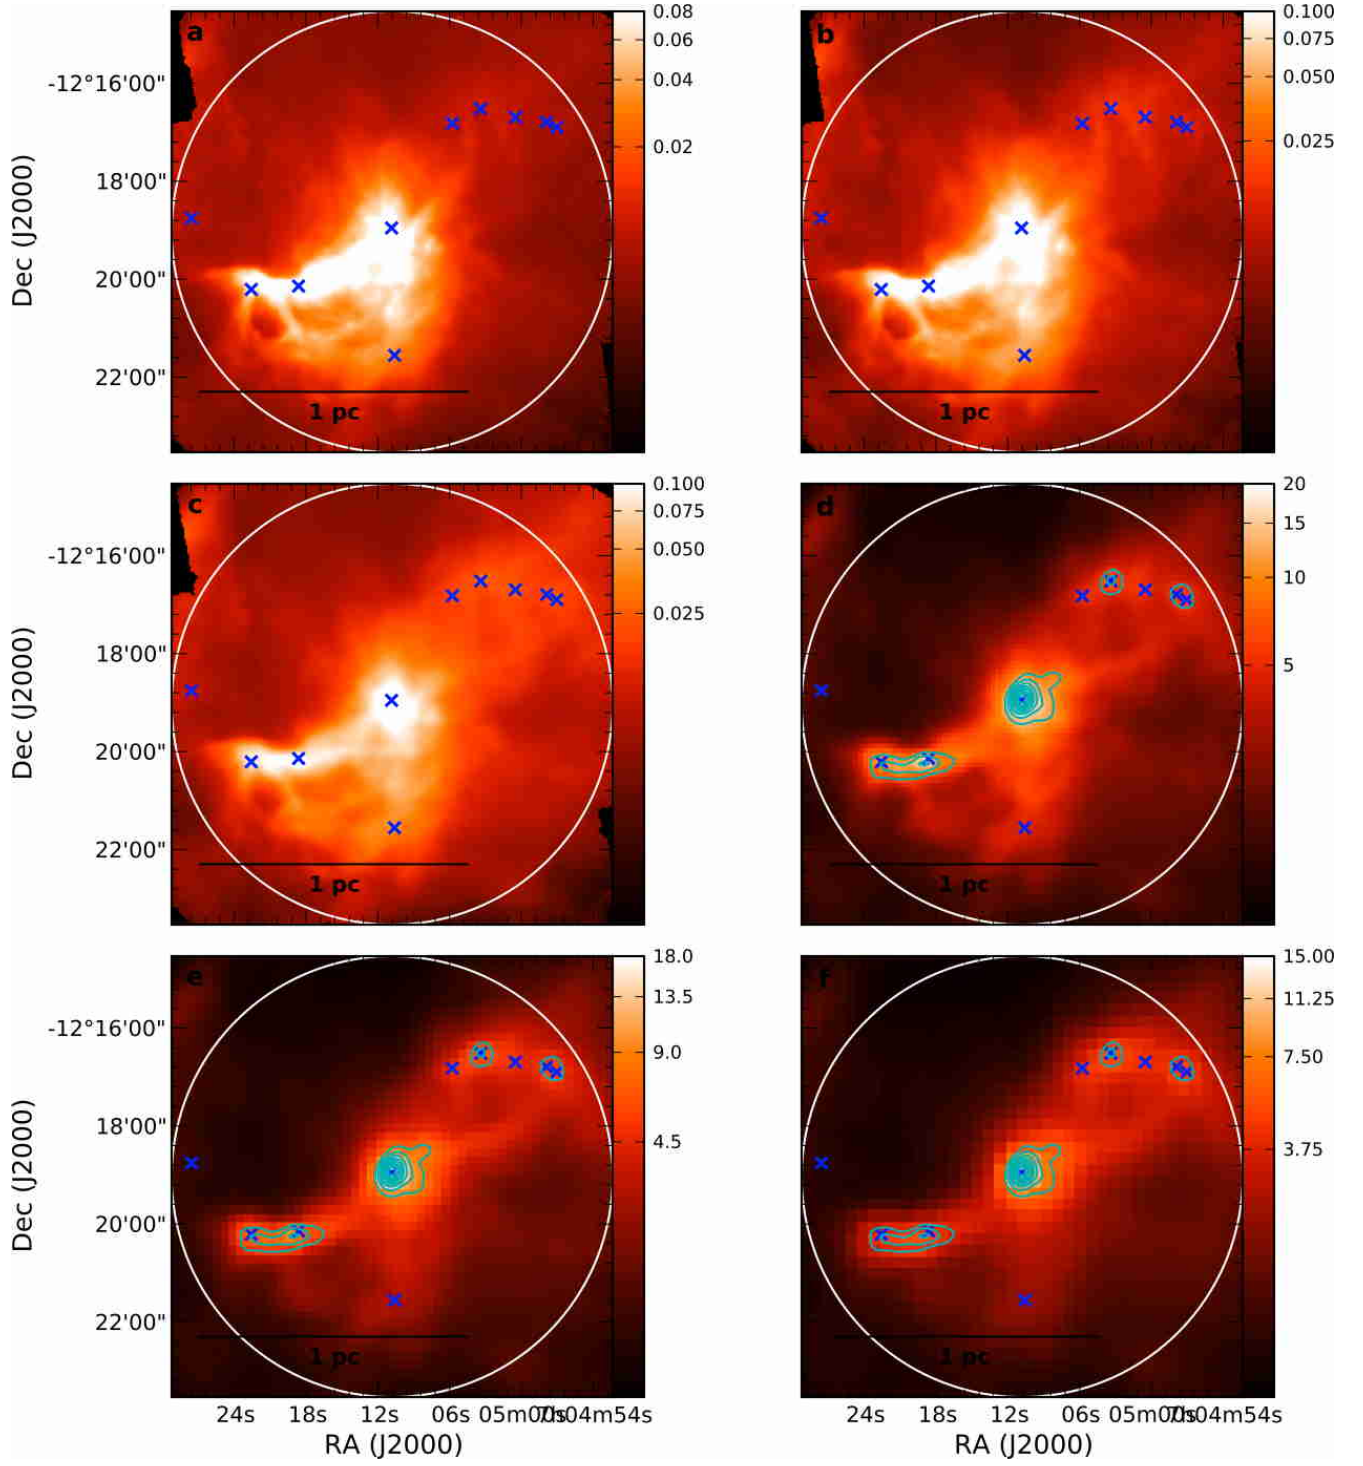 a
0.08
0.06
0.04
0.02
-12°16'00"
18'00"
20'00"
22'00"
Dec (J2000)
1 pc
b
0.100
0.075
0.050
0.025
1 pc
c
0.100
0.075
0.050
0.025
-12°16'00"
18'00"
20'00"
22'00"
Dec (J2000)
1 pc
d
20
15
10
5
1 pc
e
18.0
13.5
9.0
4.5
-12°16'00"
18'00"
20'00"
22'00"
Dec (J2000)
1 pc
24s 18s 12s 06s 05m00s 7h04m54s
RA (J2000)
f
15.00
11.25
7.50
3.75
1 pc
24s 18s 12s 06s 05m00s 7h04m54s
RA (J2000)